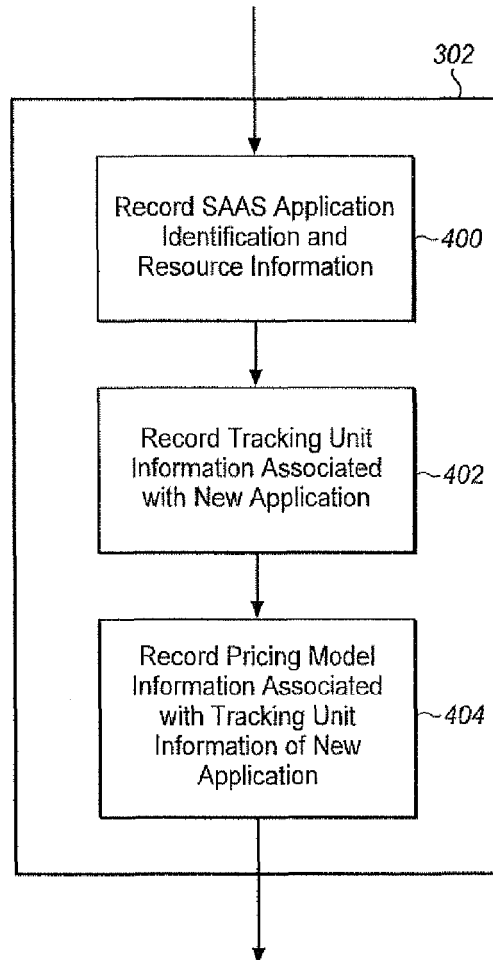 302
Record SAAS Application
Identification and
Resource Information
400
Record Tracking Unit
Information Associated
with New Application
402
Record Pricing Model
Information Associated
with Tracking Unit
Information of New
Application
404